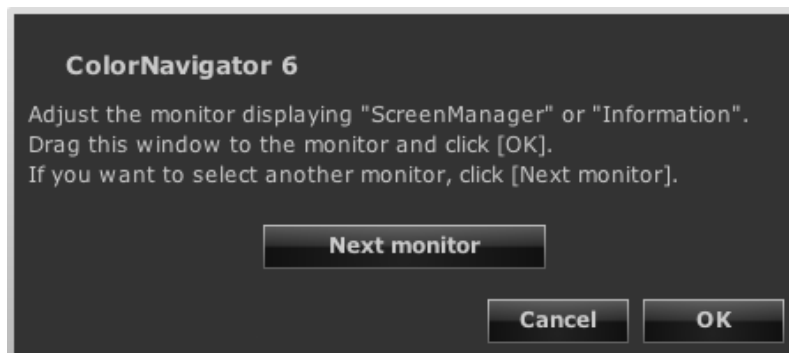 ColorNavigator 6
Adjust the monitor displaying "ScreenManager" or "Information".
Drag this window to the monitor and click [OK].
If you want to select another monitor, click [Next monitor].
Next monitor
Cancel OK